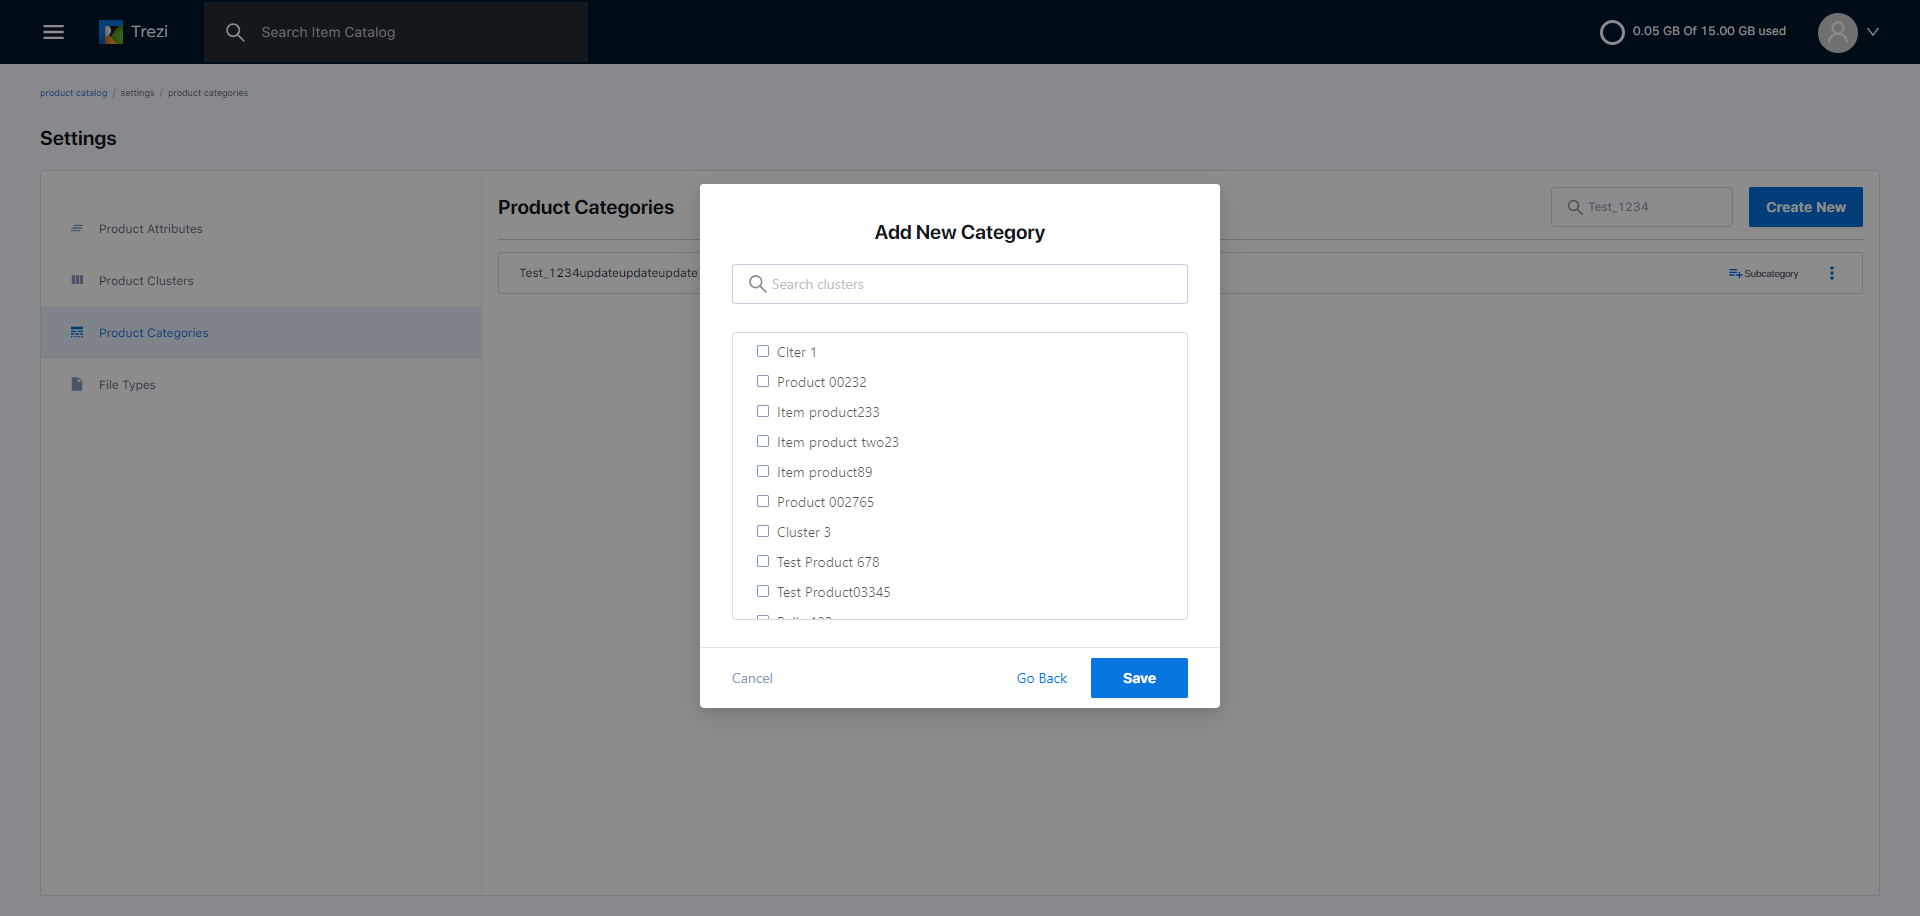 Trezi
Search Item Catalog
0.05 GB Of 15.00 GB used
product catalog / settings / product categories
Settings
Product Attributes
Product Clusters
Product Categories
File Types
Product Categories
Test_1234
Create New
Test_1234updateupdateupdate
Subcategory
Add New Category
Search clusters
Clter 1
Product 00232
Item product233
Item product two23
Item product89
Product 002765
Cluster 3
Test Product 678
Test Product03345
Cancel
Go Back
Save